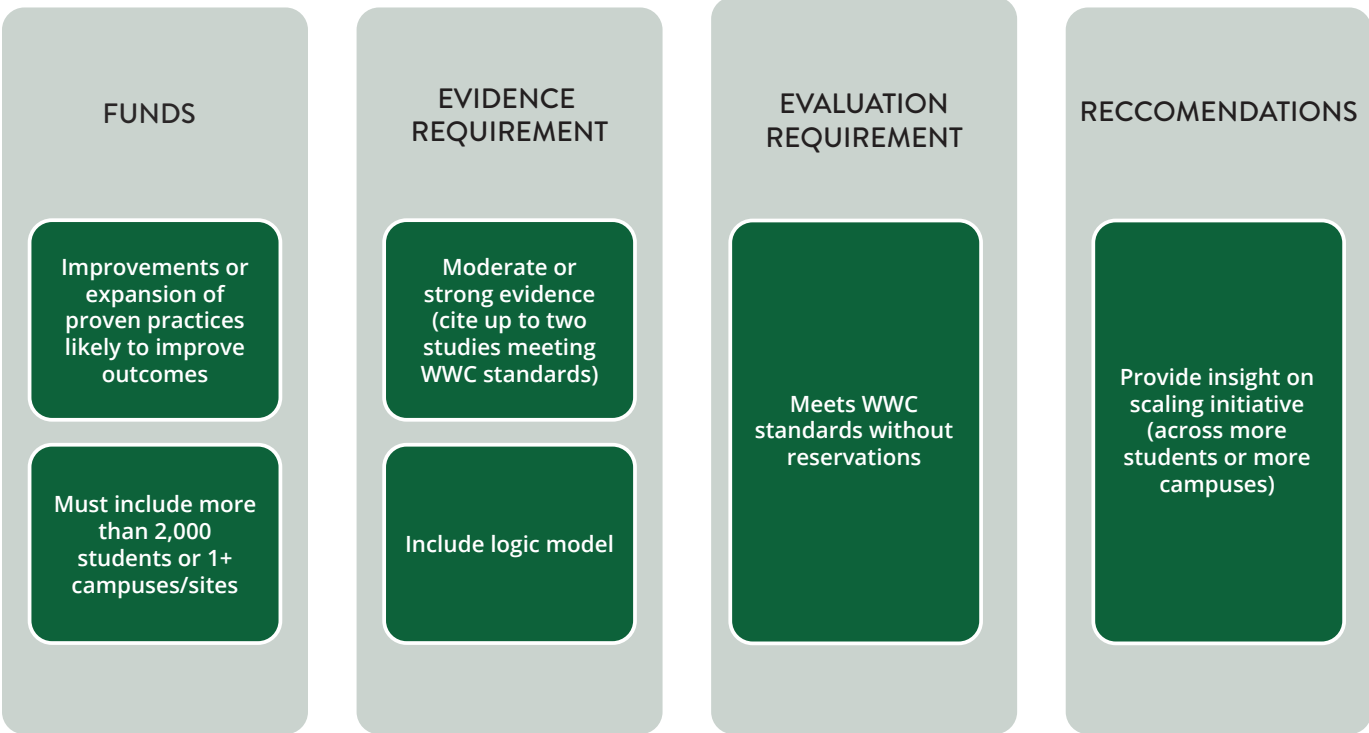 FUNDS
Improvements or
expansion of
proven practices
likely to improve
outcomes
Must include more
than 2,000
students or 1+
campuses/sites
EVIDENCE
REQUIREMENT
Moderate or
strong evidence
(cite up to two
studies meeting
WWC standards)
Include logic model
EVALUATION
REQUIREMENT
Meets WWC
standards without
reservations
RECCOMENDATIONS
Provide insight on
scaling initiative
(across more
students or more
campuses)